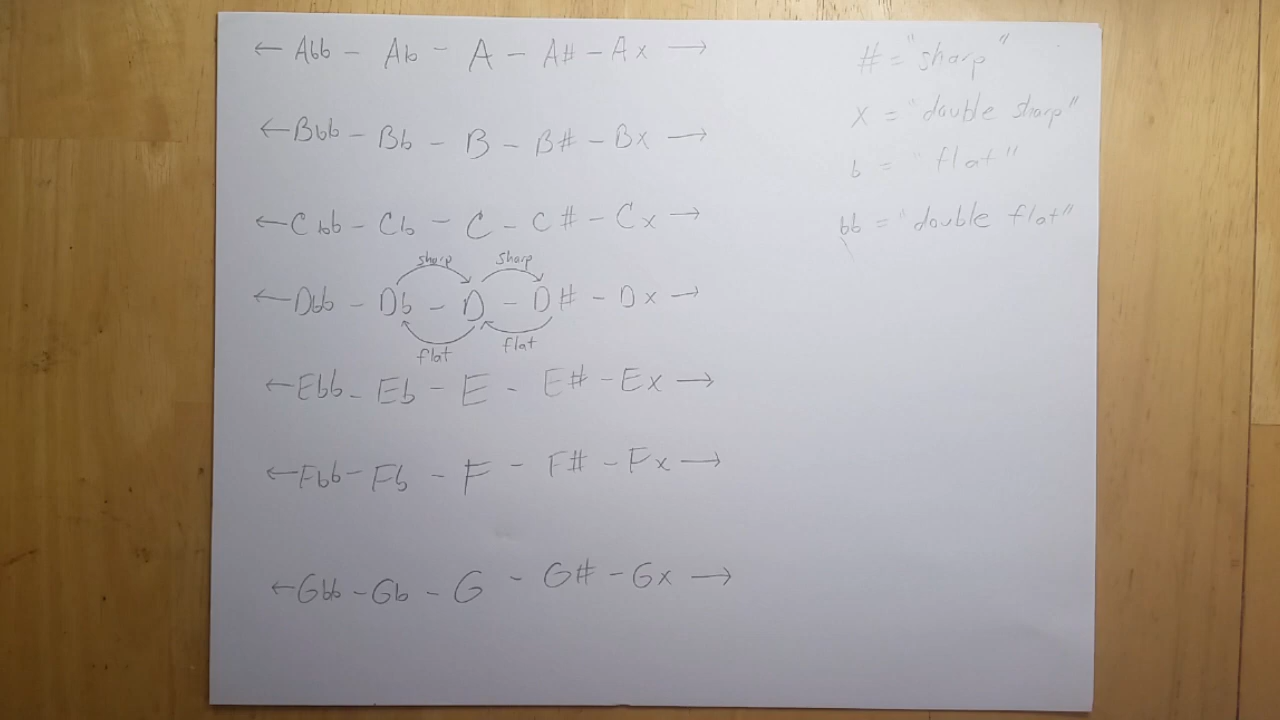 ← Abb – Ab – A – A# – Ax →
← Bbb – Bb – B – B# – Bx →
← Cbb – Cb – C – C# – Cx →
sharp sharp
← Dbb – Db – D – D# – Dx →
flat flat
← Ebb – Eb – E – E# – Ex →
← Fbb – Fb – F – F# – Fx →
← Gbb – Gb – G – G# – Gx →
# = "sharp"
x = "double sharp"
b = "flat"
bb = "double flat"